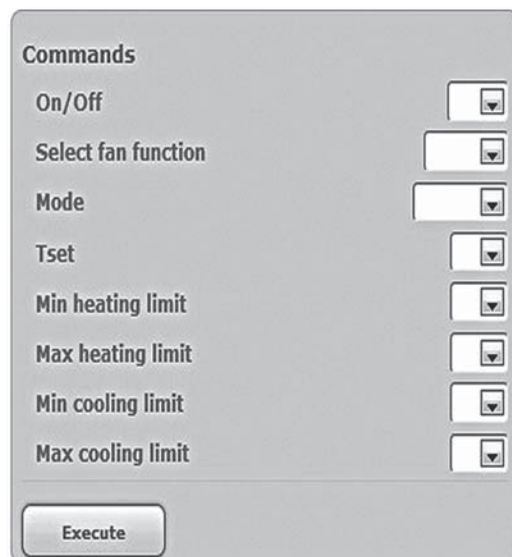 Commands
On/Off
Select fan function
Mode
Tset
Min heating limit
Max heating limit
Min cooling limit
Max cooling limit
Execute